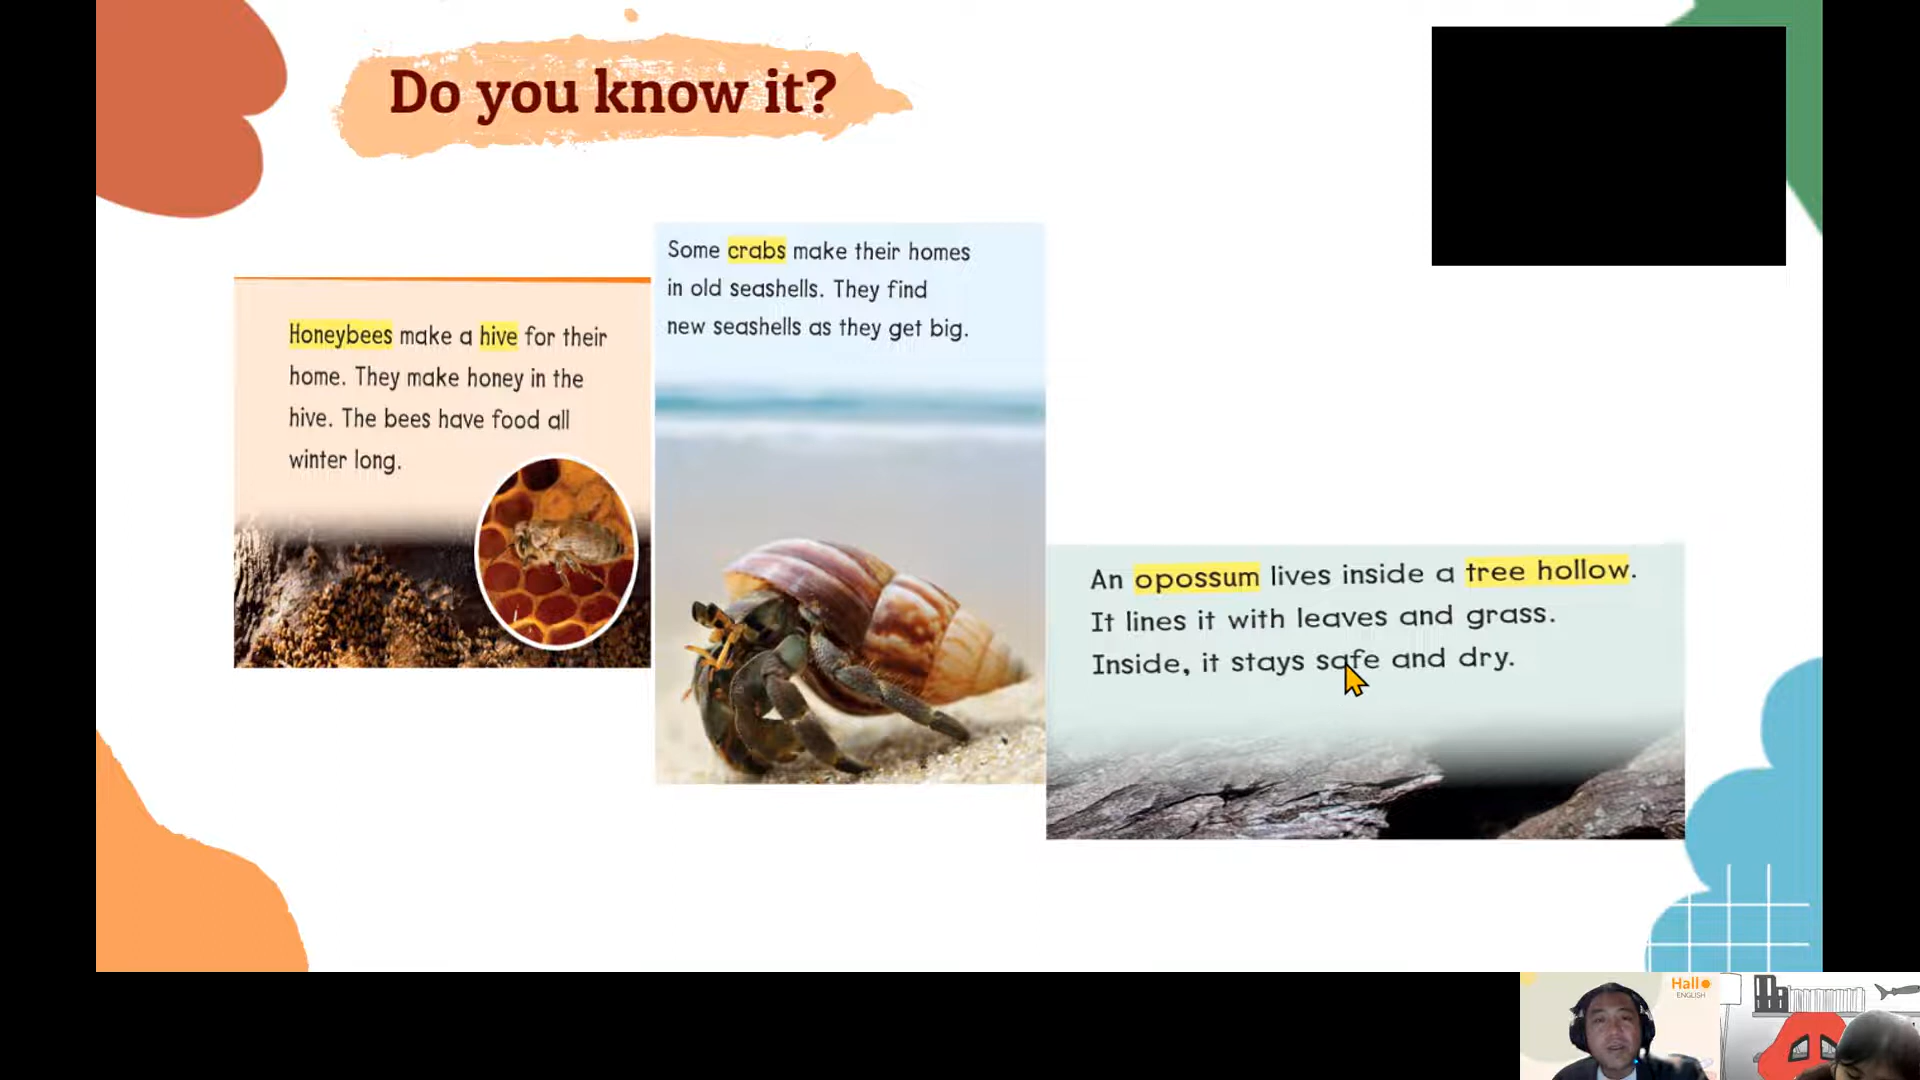 Do you know it?
Honeybees make a hive for their
home. They make honey in the
hive. The bees have food all
winter long.
Some crabs make their homes
in old seashells. They find
new seashells as they get big.
An opossum lives inside a tree hollow.
It lines it with leaves and grass.
Inside, it stays safe and dry.
Hallo
ENGLISH